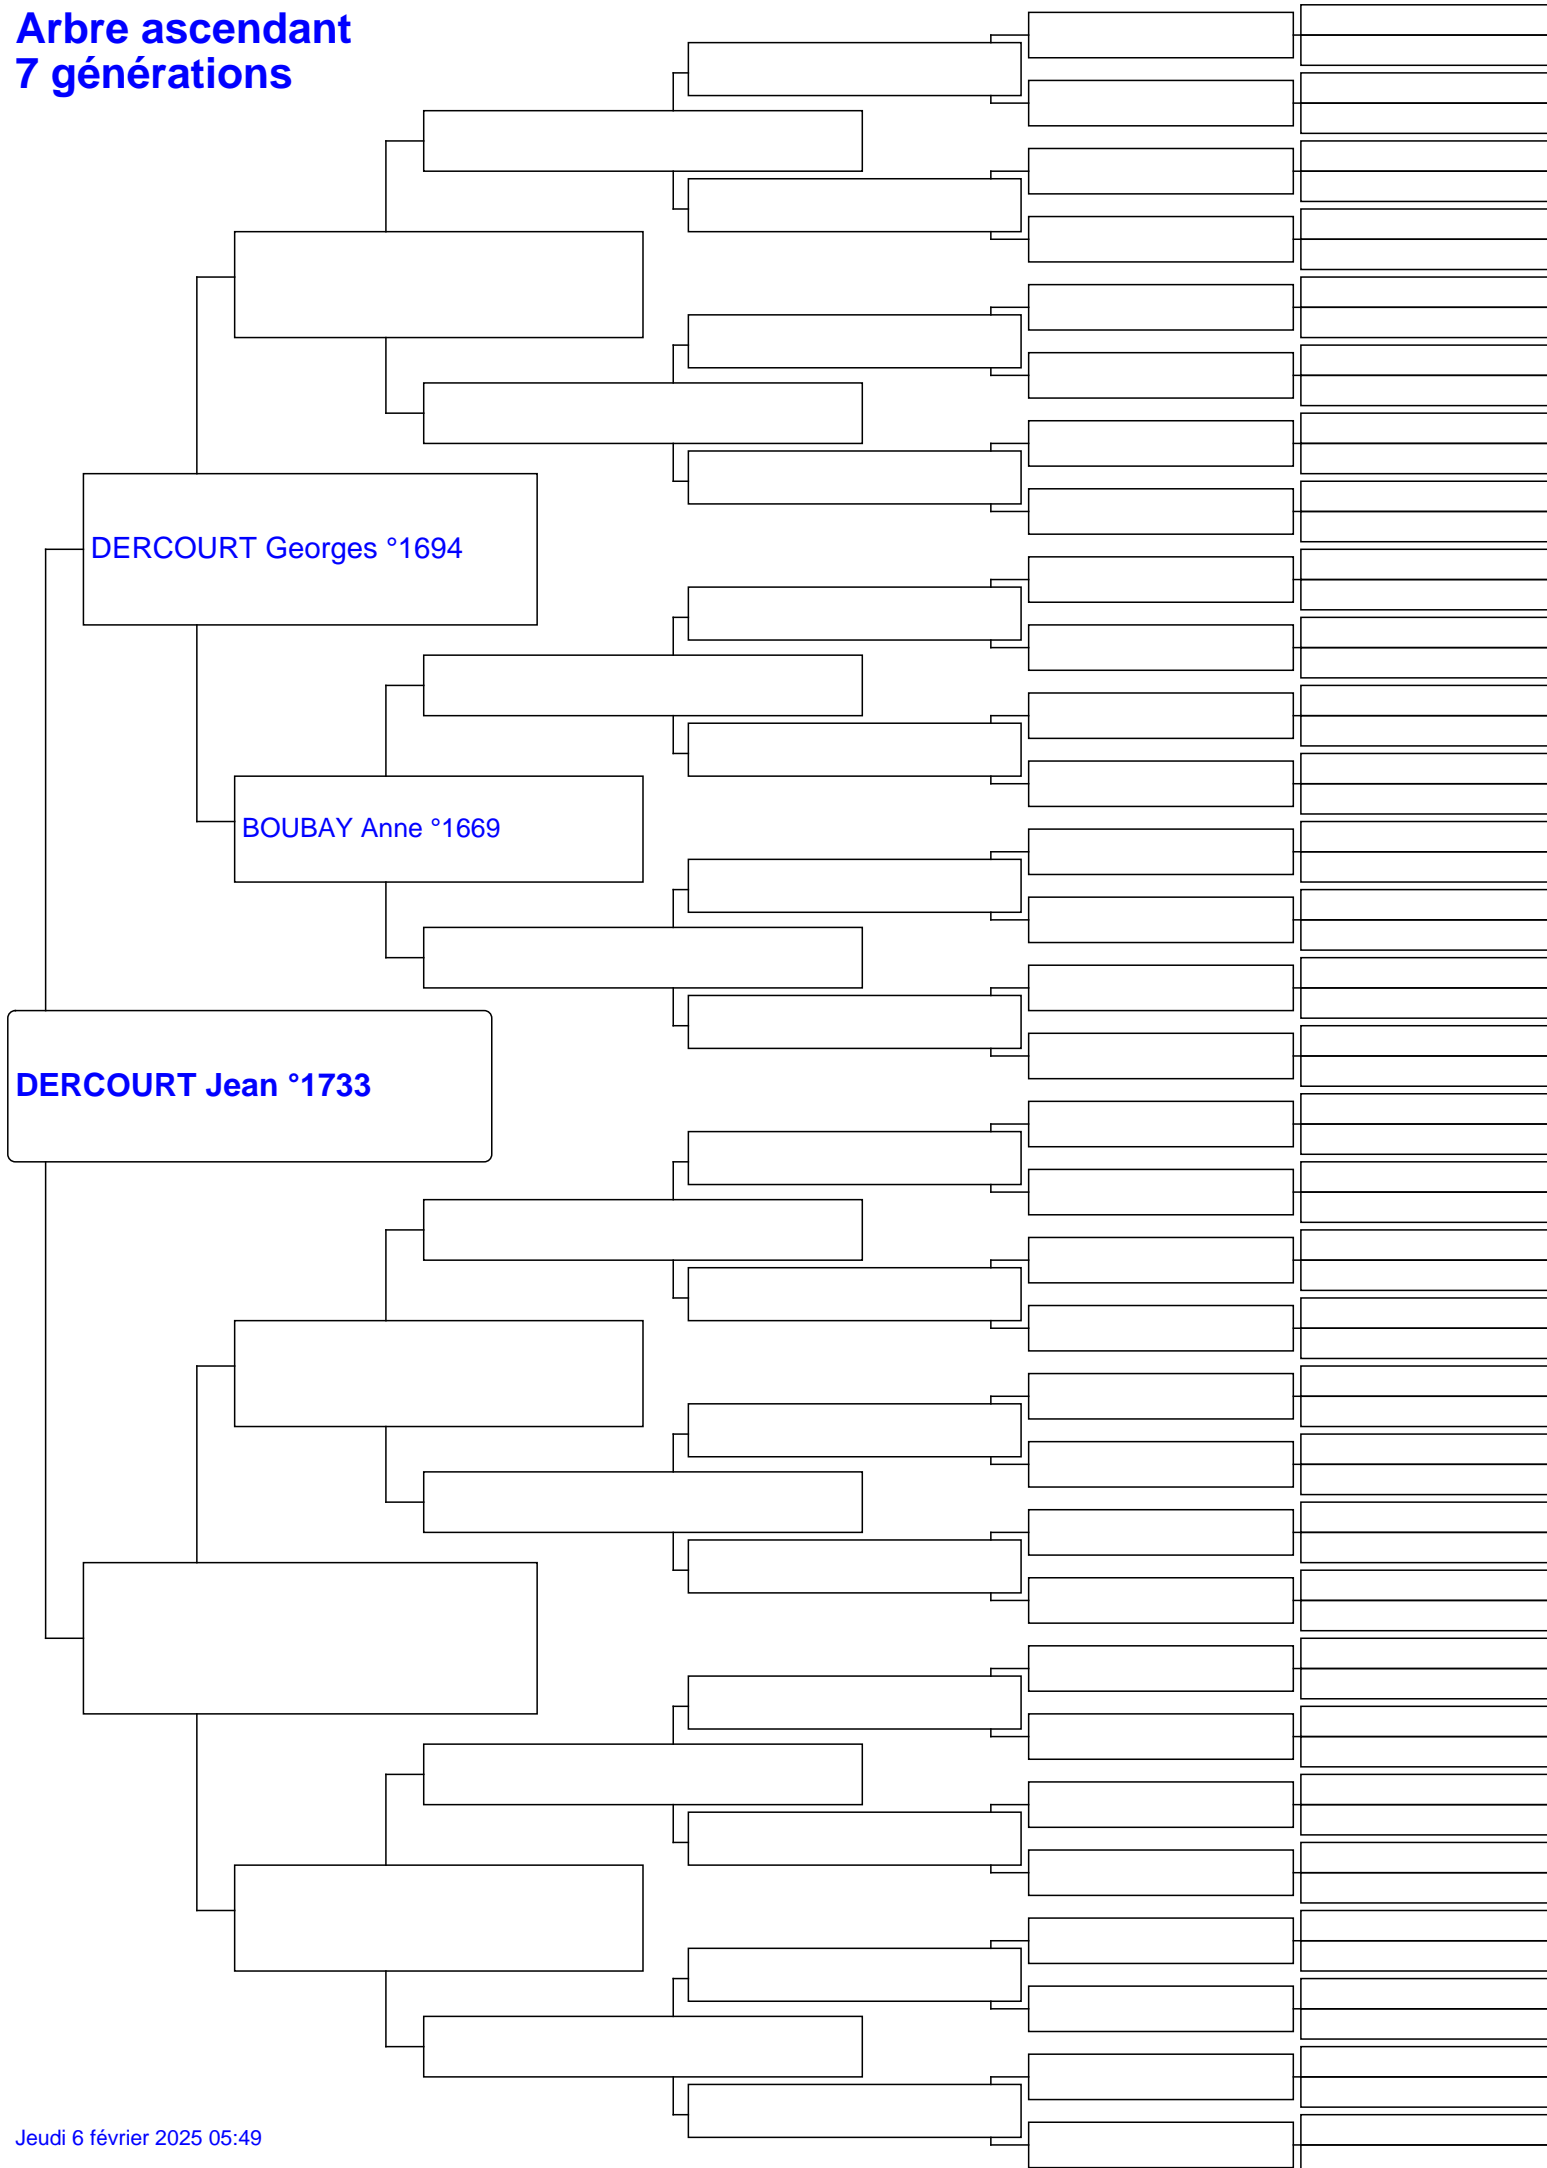 Arbre ascendant
7 générations
DERCOURT Georges °1694
BOUBAY Anne °1669
DERCOURT Jean °1733
Jeudi 6 février 2025 05:49